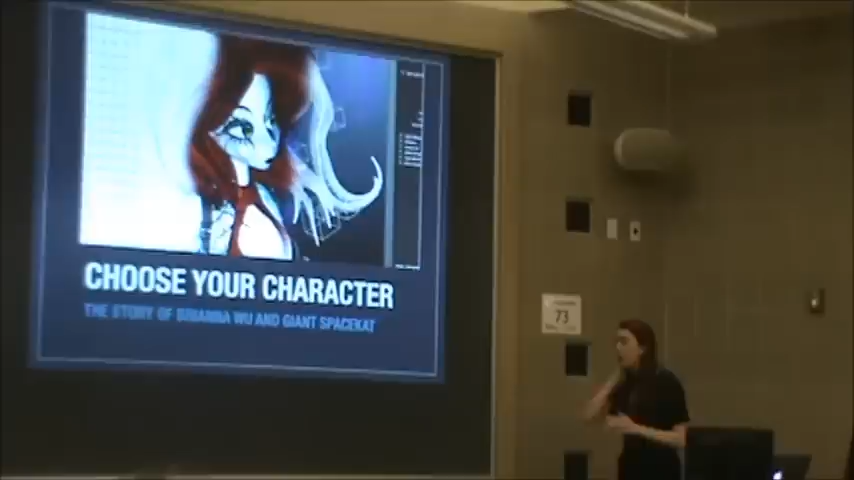 CHOOSE YOUR CHARACTER
THE STORY OF BRIANNA WU AND GIANT SPACEKAT
73